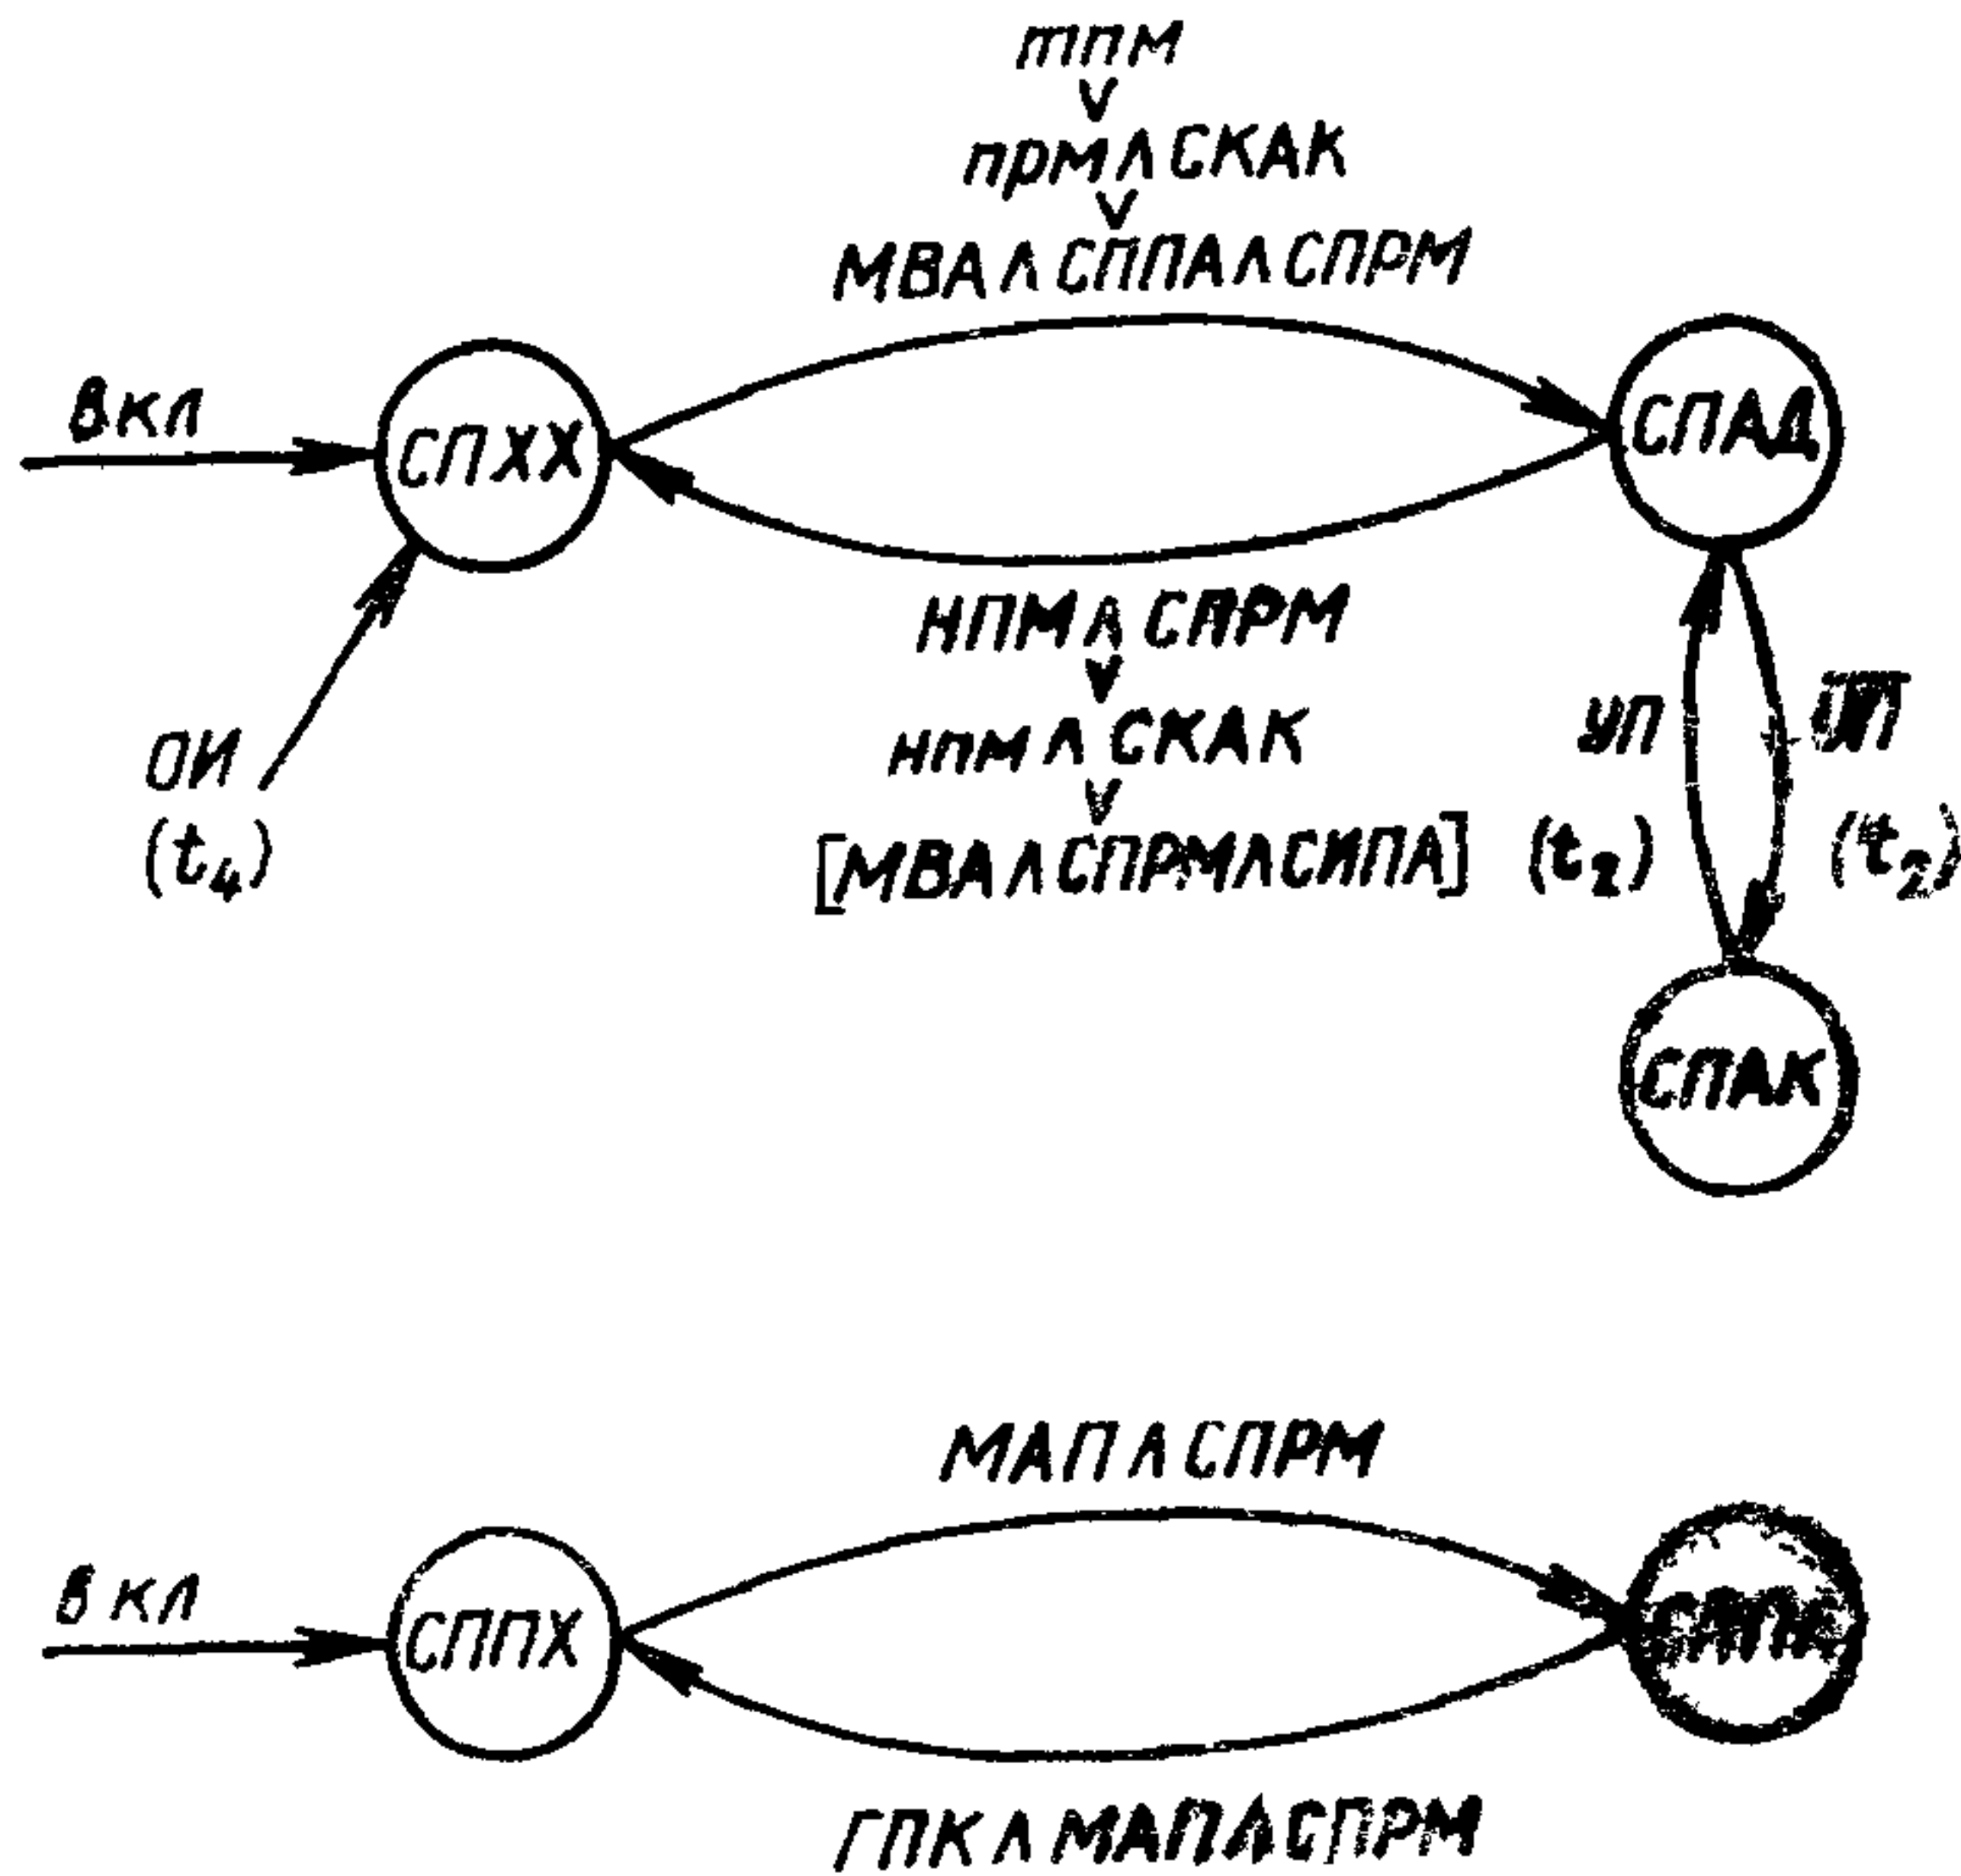 тпм
∨
прм∧СКАК
∨
МВА∧СППА∧СПРМ
Вкл
СПХХ
СПАД
НПМ∧СПРМ
∨
нпм∧СКАК
∨
[МВА∧СПРМ∧СИПА]
ОИ
(t₄)
УП
(t₂)
(t₂)
СПАК
МАП∧СПРМ
Вкл
СППХ
ГПК∧МАП∧СПРМ